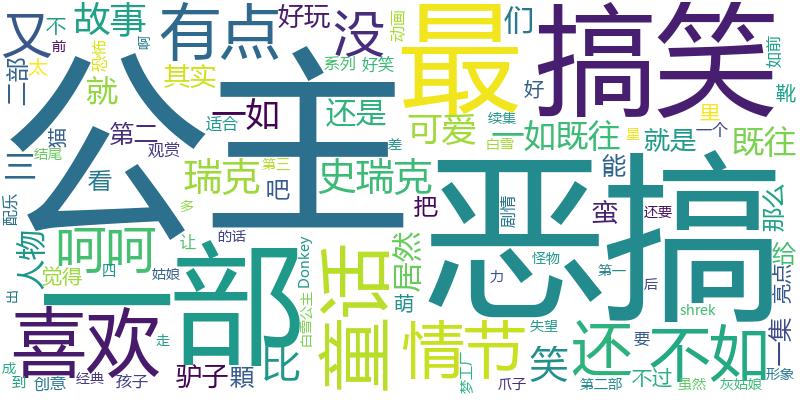 又
不
前
故事
啊
有点
好玩
没
动画
们
最
搞笑
如前
二部
太
恐怖
就
其实
系列
好笑
好
靴
公主
一如
还是
可爱
续集
里
猫
第二
适合
一如既往
就是
一个
既往
三
结尾
观赏
差
白雪
星
看
瑞克
第三
史瑞克
能
恶搞
那么
配乐
吧
把
剧情
蛮
还要
多
人物
呵呵
让
的话
居然
怪物
给
觉得
四
姑娘
Donkey
萌
力
第一
后
亮点
出
一部
白雪公主
童话
shrek
喜欢
走
情节
失望
笑
还
要
不如
一集
成
到
创意
经典
孩子
驴子
颗
比
梦工厂
爪子
第二部
不过
虽然
灰姑娘
形象